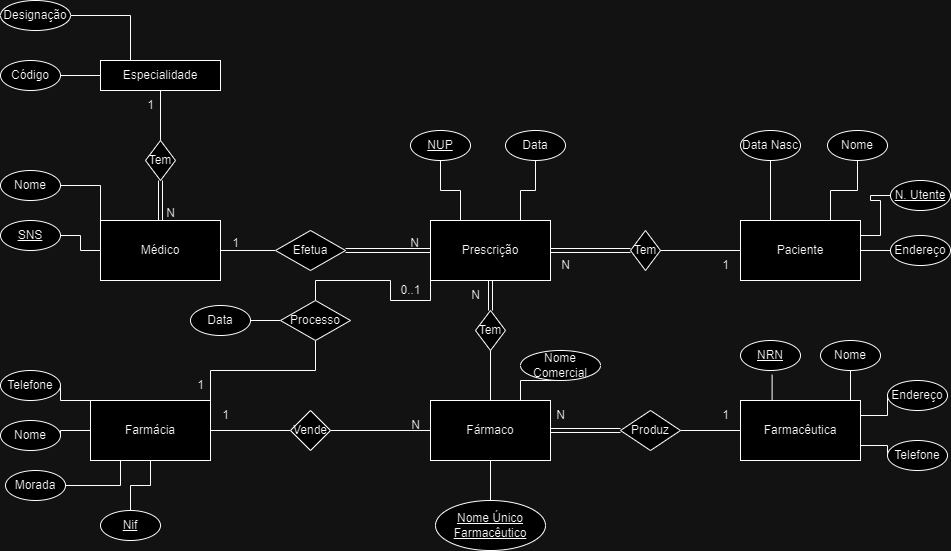 Designação
Código
Especialidade
1
Tem
N
Nome
SNS
Médico
1
Efetua
N
NUP
Data
Prescrição
N
Tem
1
Data Nasc
Nome
N. Utente
Paciente
Endereço
0..1
N
Data
Processo
Tem
1
Telefone
Nome
Morada
Nif
Farmácia
1
Vende
N
Nome
Comercial
Fármaco
N
Produz
1
Nome Único
Farmacêutico
NRN
Nome
Endereço
Farmacêutica
Telefone